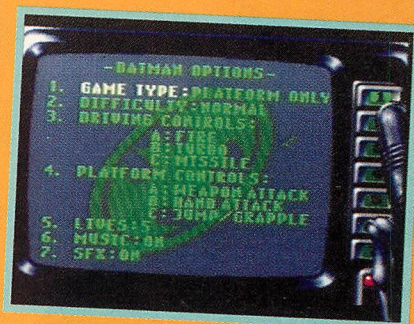 -BATMAN OPTIONS-
1. GAME TYPE:PLATFORM ONLY
2. DIFFICULTY:NORMAL
3. DRIVING CONTROLS:
A:FIRE
B:TURBO
C:MISSILE
4. PLATFORM CONTROLS:
A:WEAPON ATTACK
B:HAND ATTACK
C:JUMP/GRAPPLE
5. LIVES:5
6. MUSIC:ON
7. SFX:ON